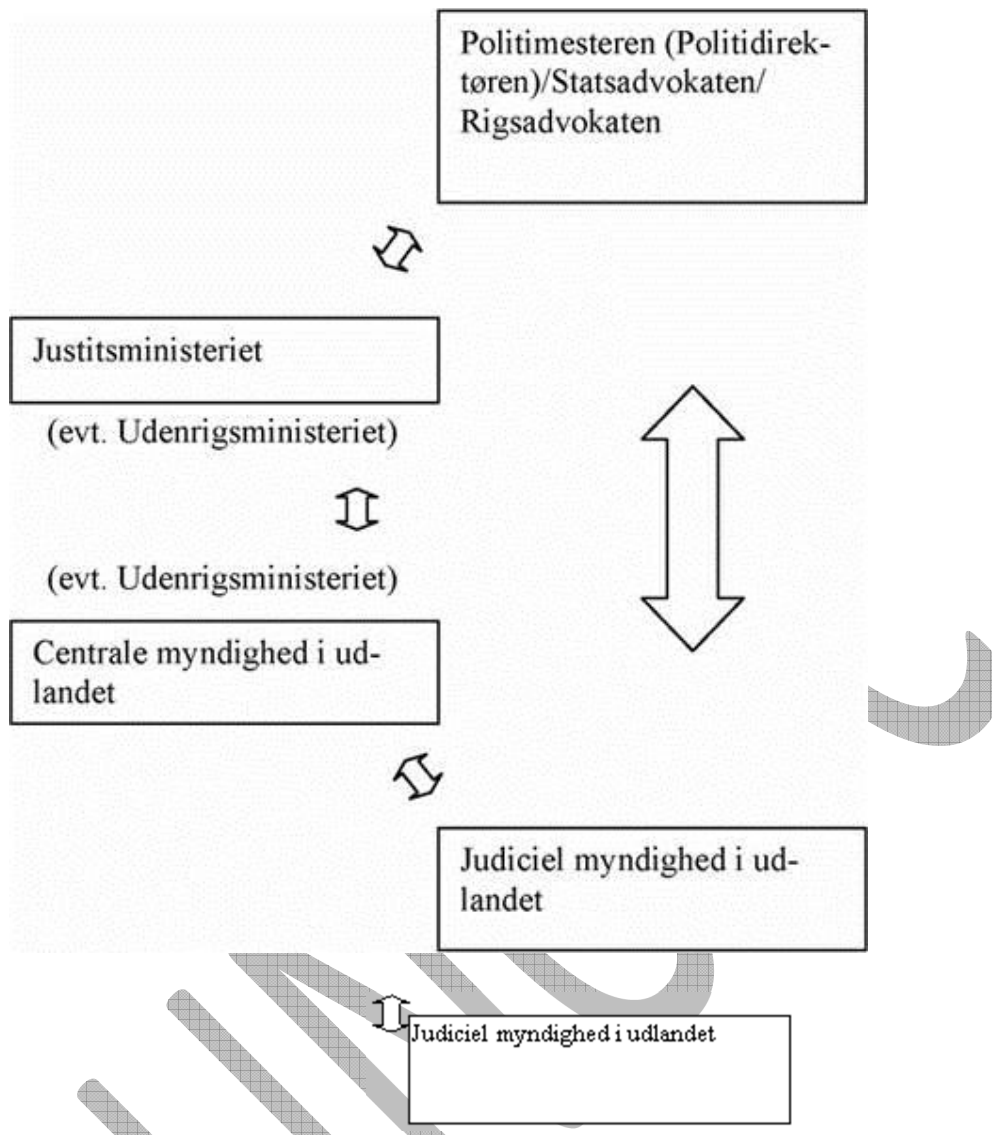 Politimesteren (Politidirek-
tøren)/Statsadvokaten/
Rigsadvokaten
Justitsministeriet
(evt. Udenrigsministeriet)
(evt. Udenrigsministeriet)
Centrale myndighed i ud-
landet
Judiciel myndighed i ud-
landet
Judiciel myndighed i udlandet